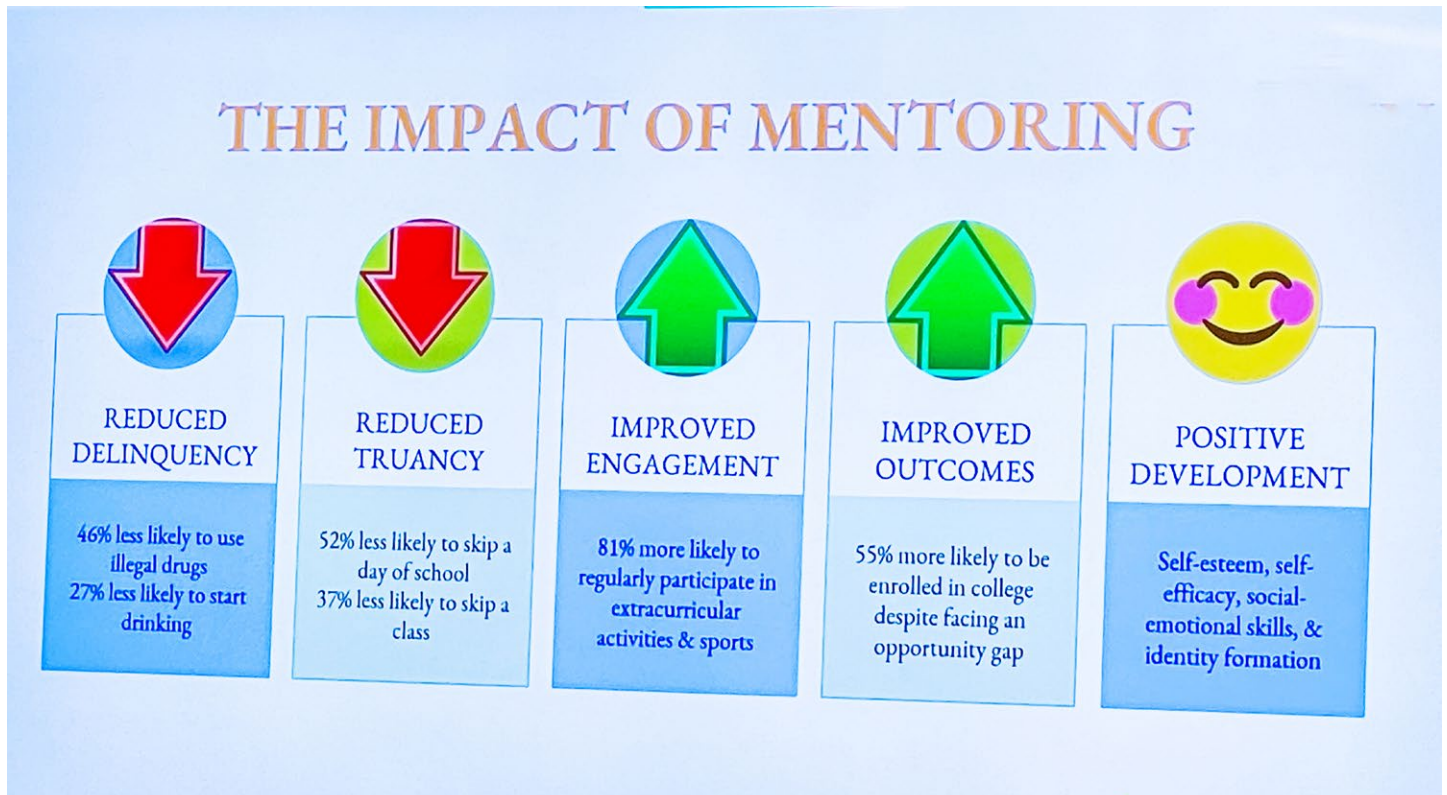 THE IMPACT OF MENTORING
REDUCED
DELINQUENCY
46% less likely to use
illegal drugs
27% less likely to start
drinking
REDUCED
TRUANCY
52% less likely to skip a
day of school
37% less likely to skip a
class
IMPROVED
ENGAGEMENT
81% more likely to
regularly participate in
extracurricular
activities & sports
IMPROVED
OUTCOMES
55% more likely to be
enrolled in college
despite facing an
opportunity gap
POSITIVE
DEVELOPMENT
Self-esteem, self-
efficacy, social-
emotional skills, &
identity formation